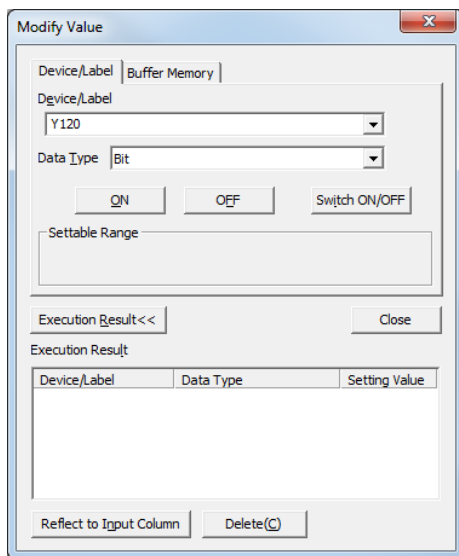 Modify Value
Device/Label Buffer Memory
Device/Label
Y120
Data Type Bit
ON OFF Switch ON/OFF
Settable Range
Execution Result<< Close
Execution Result
Device/Label Data Type Setting Value
Reflect to Input Column Delete(C)